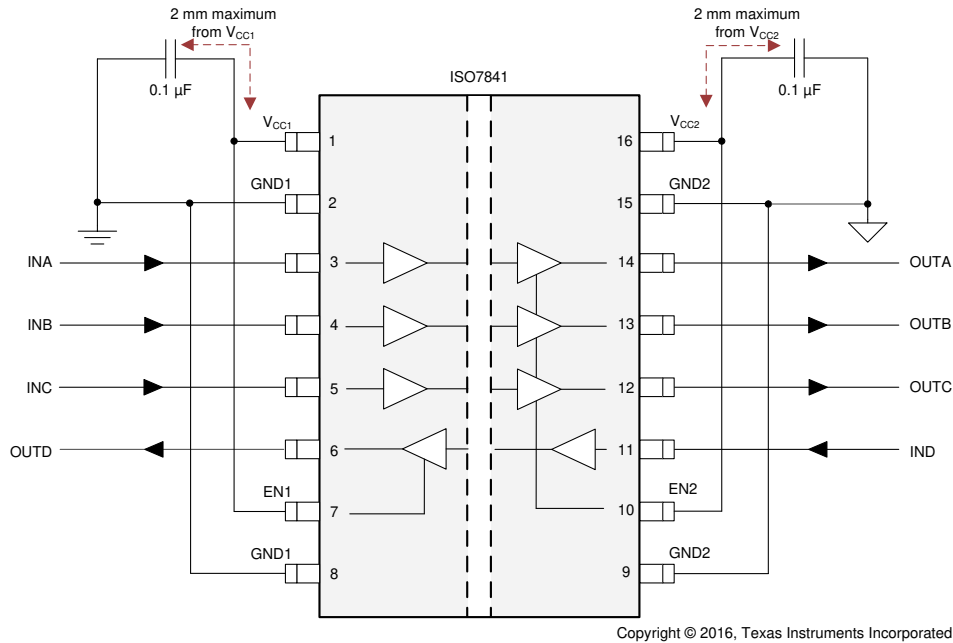 2 mm maximum
from VCC1
2 mm maximum
from VCC2
0.1 µF
0.1 µF
ISO7841
VCC1
1
16
VCC2
GND1
2
15
GND2
INA
3
14
OUTA
INB
4
13
OUTB
INC
5
12
OUTC
OUTD
6
11
IND
EN1
7
10
EN2
GND1
8
9
GND2
Copyright © 2016, Texas Instruments Incorporated